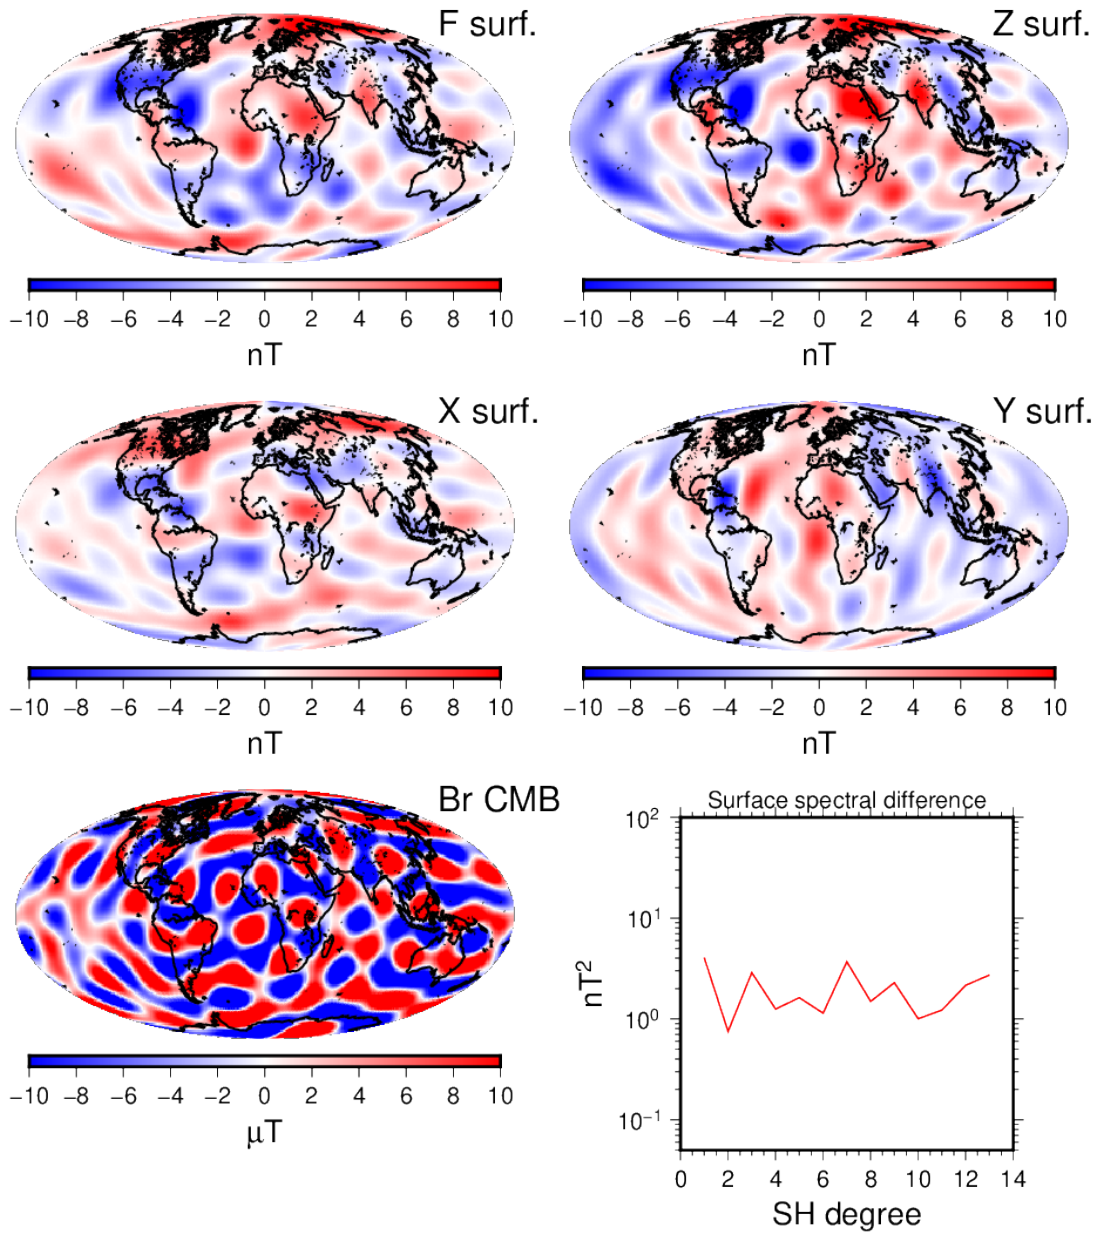 F surf.
Z surf.
−10 −8 −6 −4 −2 0 2 4 6 8 10
nT
−10 −8 −6 −4 −2 0 2 4 6 8 10
nT
X surf.
Y surf.
−10 −8 −6 −4 −2 0 2 4 6 8 10
nT
−10 −8 −6 −4 −2 0 2 4 6 8 10
nT
Br CMB
−10 −8 −6 −4 −2 0 2 4 6 8 10
μT
Surface spectral difference
10²
10¹
10⁰
10⁻¹
nT²
0 2 4 6 8 10 12 14
SH degree